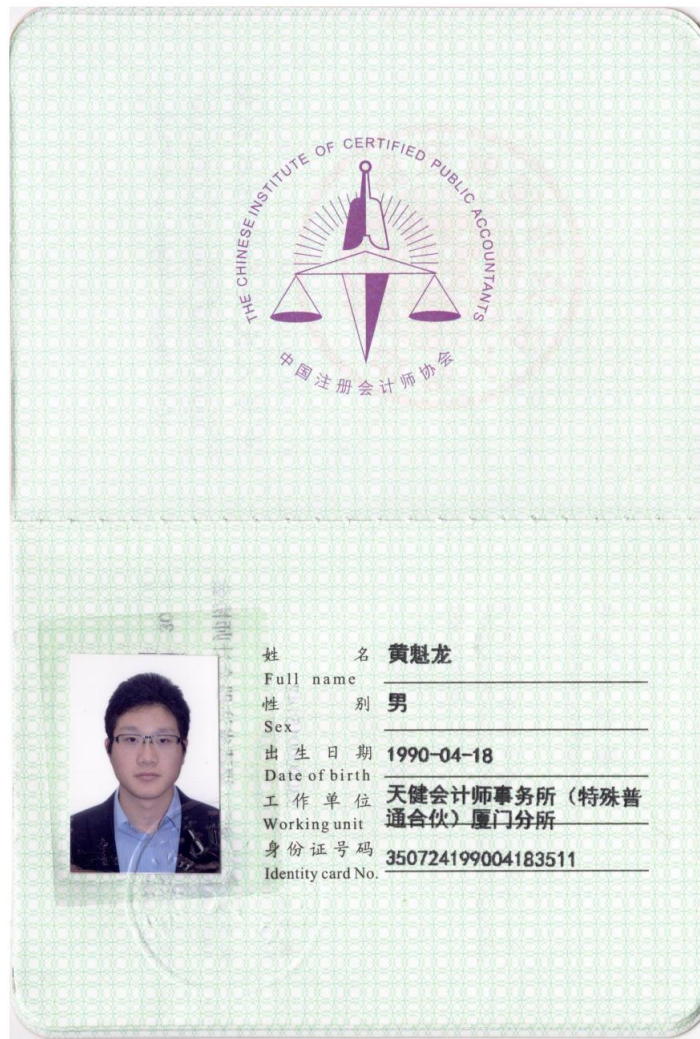 THE CHINESE INSTITUTE OF CERTIFIED PUBLIC ACCOUNTANTS
中国注册会计师协会
姓 名 黄魁龙
Full name
性 别 男
Sex
出 生 日 期 1990-04-18
Date of birth
工 作 单 位 天健会计师事务所（特殊普
Working unit 通合伙）厦门分所
身 份 证 号 码 350724199004183511
Identity card No.